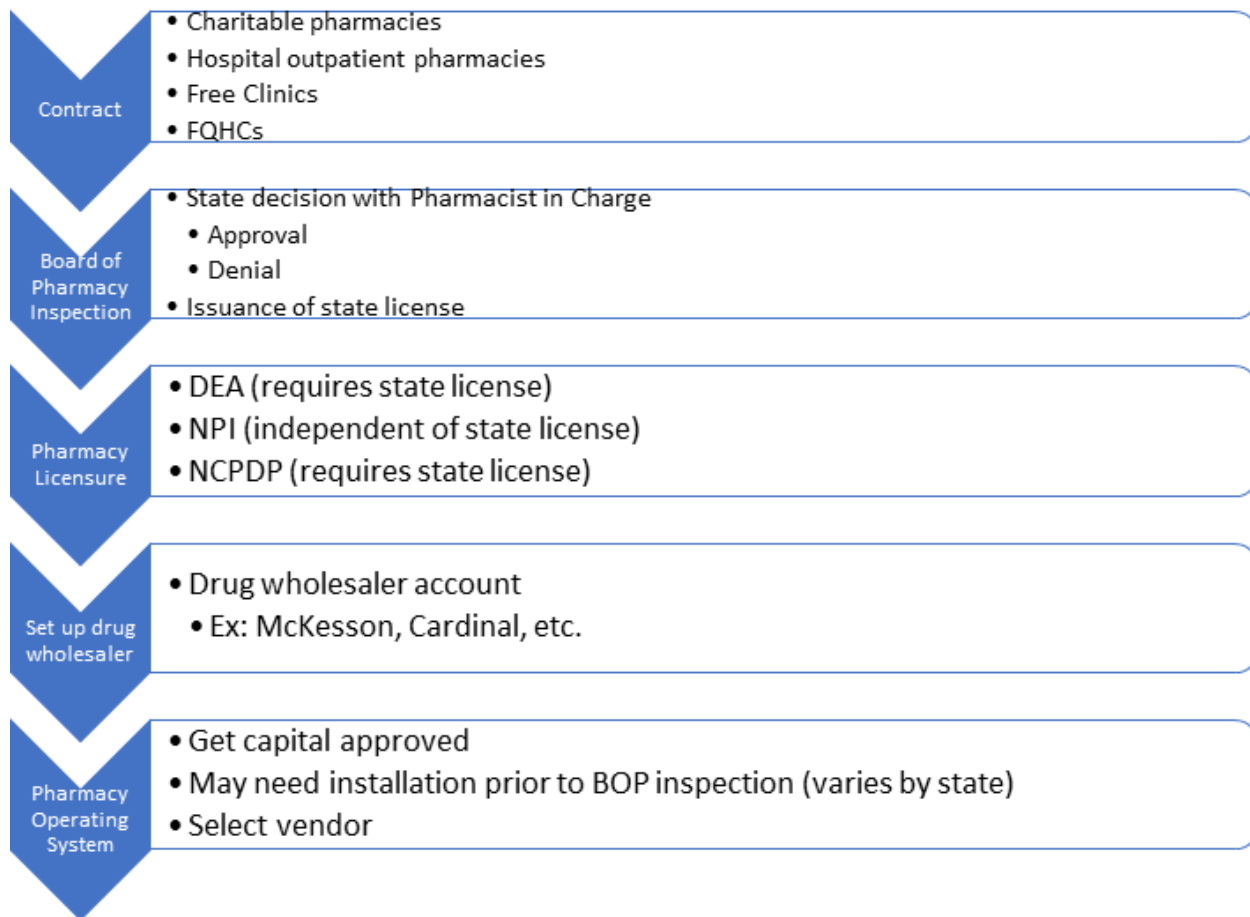 Contract
• Charitable pharmacies
• Hospital outpatient pharmacies
• Free Clinics
• FQHCs
Board of
Pharmacy
Inspection
• State decision with Pharmacist in Charge
• Approval
• Denial
• Issuance of state license
Pharmacy
Licensure
• DEA (requires state license)
• NPI (independent of state license)
• NCPDP (requires state license)
Set up drug
wholesaler
• Drug wholesaler account
• Ex: McKesson, Cardinal, etc.
Pharmacy
Operating
System
• Get capital approved
• May need installation prior to BOP inspection (varies by state)
• Select vendor